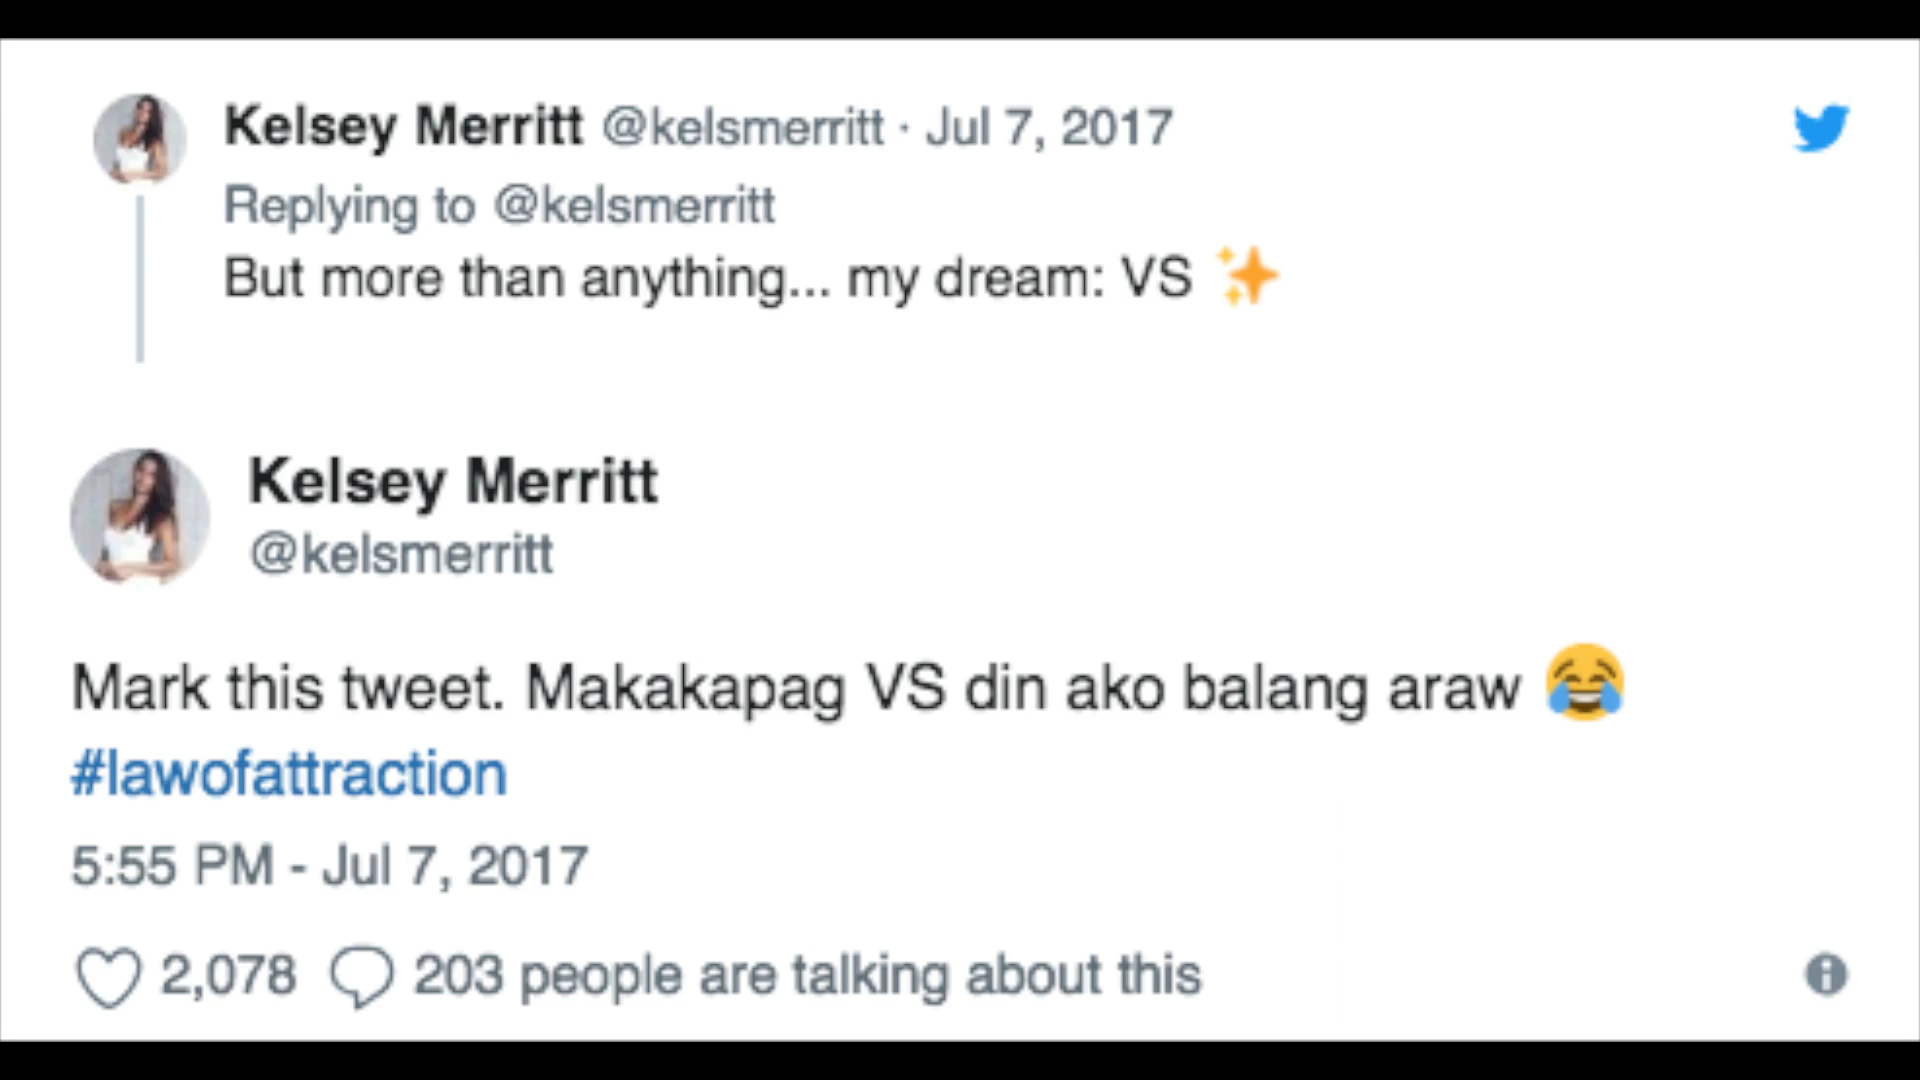 Kelsey Merritt @kelsmerritt · Jul 7, 2017
Replying to @kelsmerritt
But more than anything... my dream: VS ✨
Kelsey Merritt
@kelsmerritt
Mark this tweet. Makakapag VS din ako balang araw 😂
#lawofattraction
5:55 PM - Jul 7, 2017
2,078 203 people are talking about this